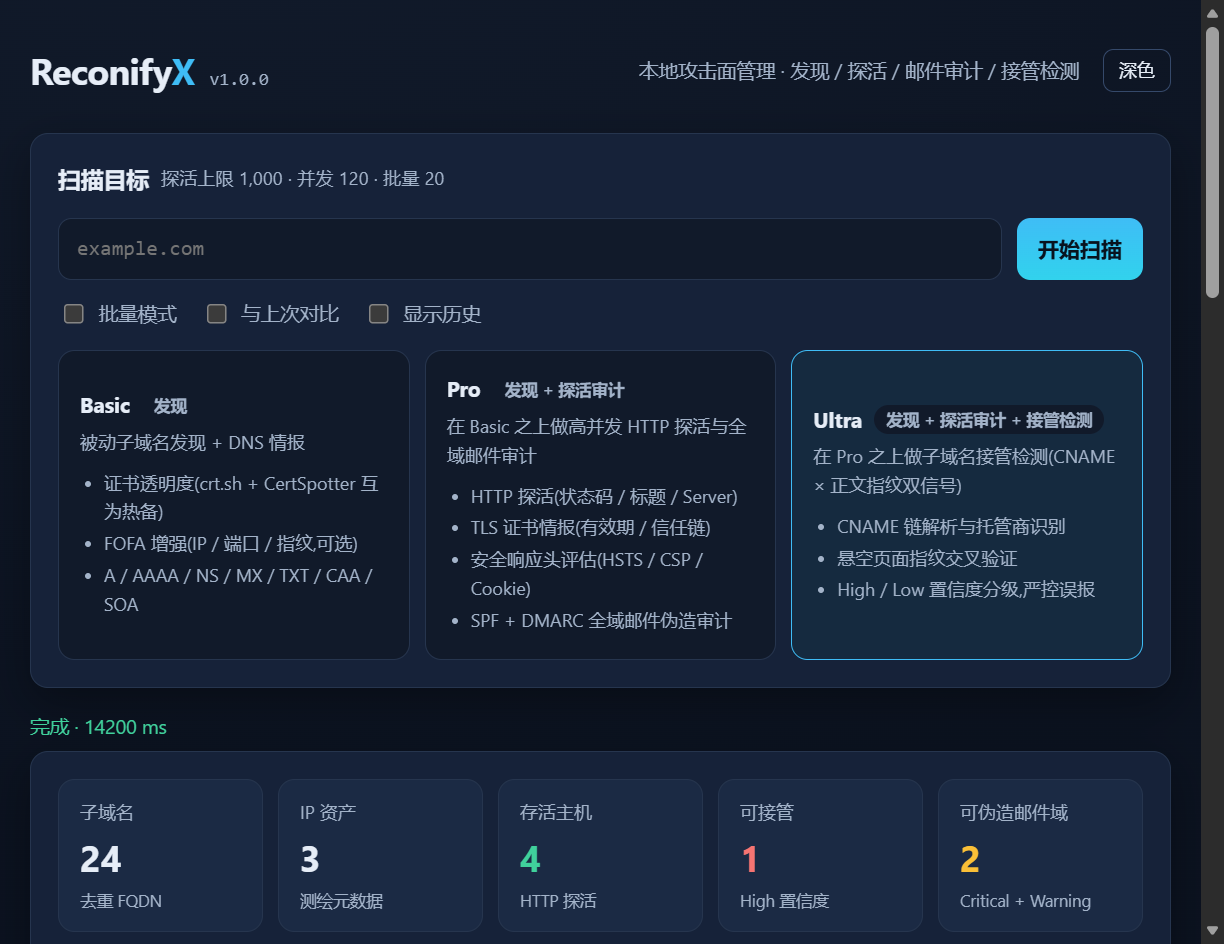 ReconifyX v1.0.0
本地攻击面管理 · 发现 / 探活 / 邮件审计 / 接管检测
深色
扫描目标 探活上限 1,000 · 并发 120 · 批量 20
example.com
开始扫描
批量模式
与上次对比
显示历史
Basic 发现
被动子域名发现 + DNS 情报
证书透明度(crt.sh + CertSpotter 互
为热备)
FOFA 增强(IP / 端口 / 指纹,可选)
A / AAAA / NS / MX / TXT / CAA /
SOA
Pro 发现 + 探活审计
在 Basic 之上做高并发 HTTP 探活与全
域邮件审计
HTTP 探活(状态码 / 标题 / Server)
TLS 证书情报(有效期 / 信任链)
安全响应头评估(HSTS / CSP /
Cookie)
SPF + DMARC 全域邮件伪造审计
Ultra 发现 + 探活审计 + 接管检测
在 Pro 之上做子域名接管检测(CNAME
× 正文指纹双信号)
CNAME 链解析与托管商识别
悬空页面指纹交叉验证
High / Low 置信度分级,严控误报
完成 · 14200 ms
子域名
24
去重 FQDN
IP 资产
3
测绘元数据
存活主机
4
HTTP 探活
可接管
1
High 置信度
可伪造邮件域
2
Critical + Warning